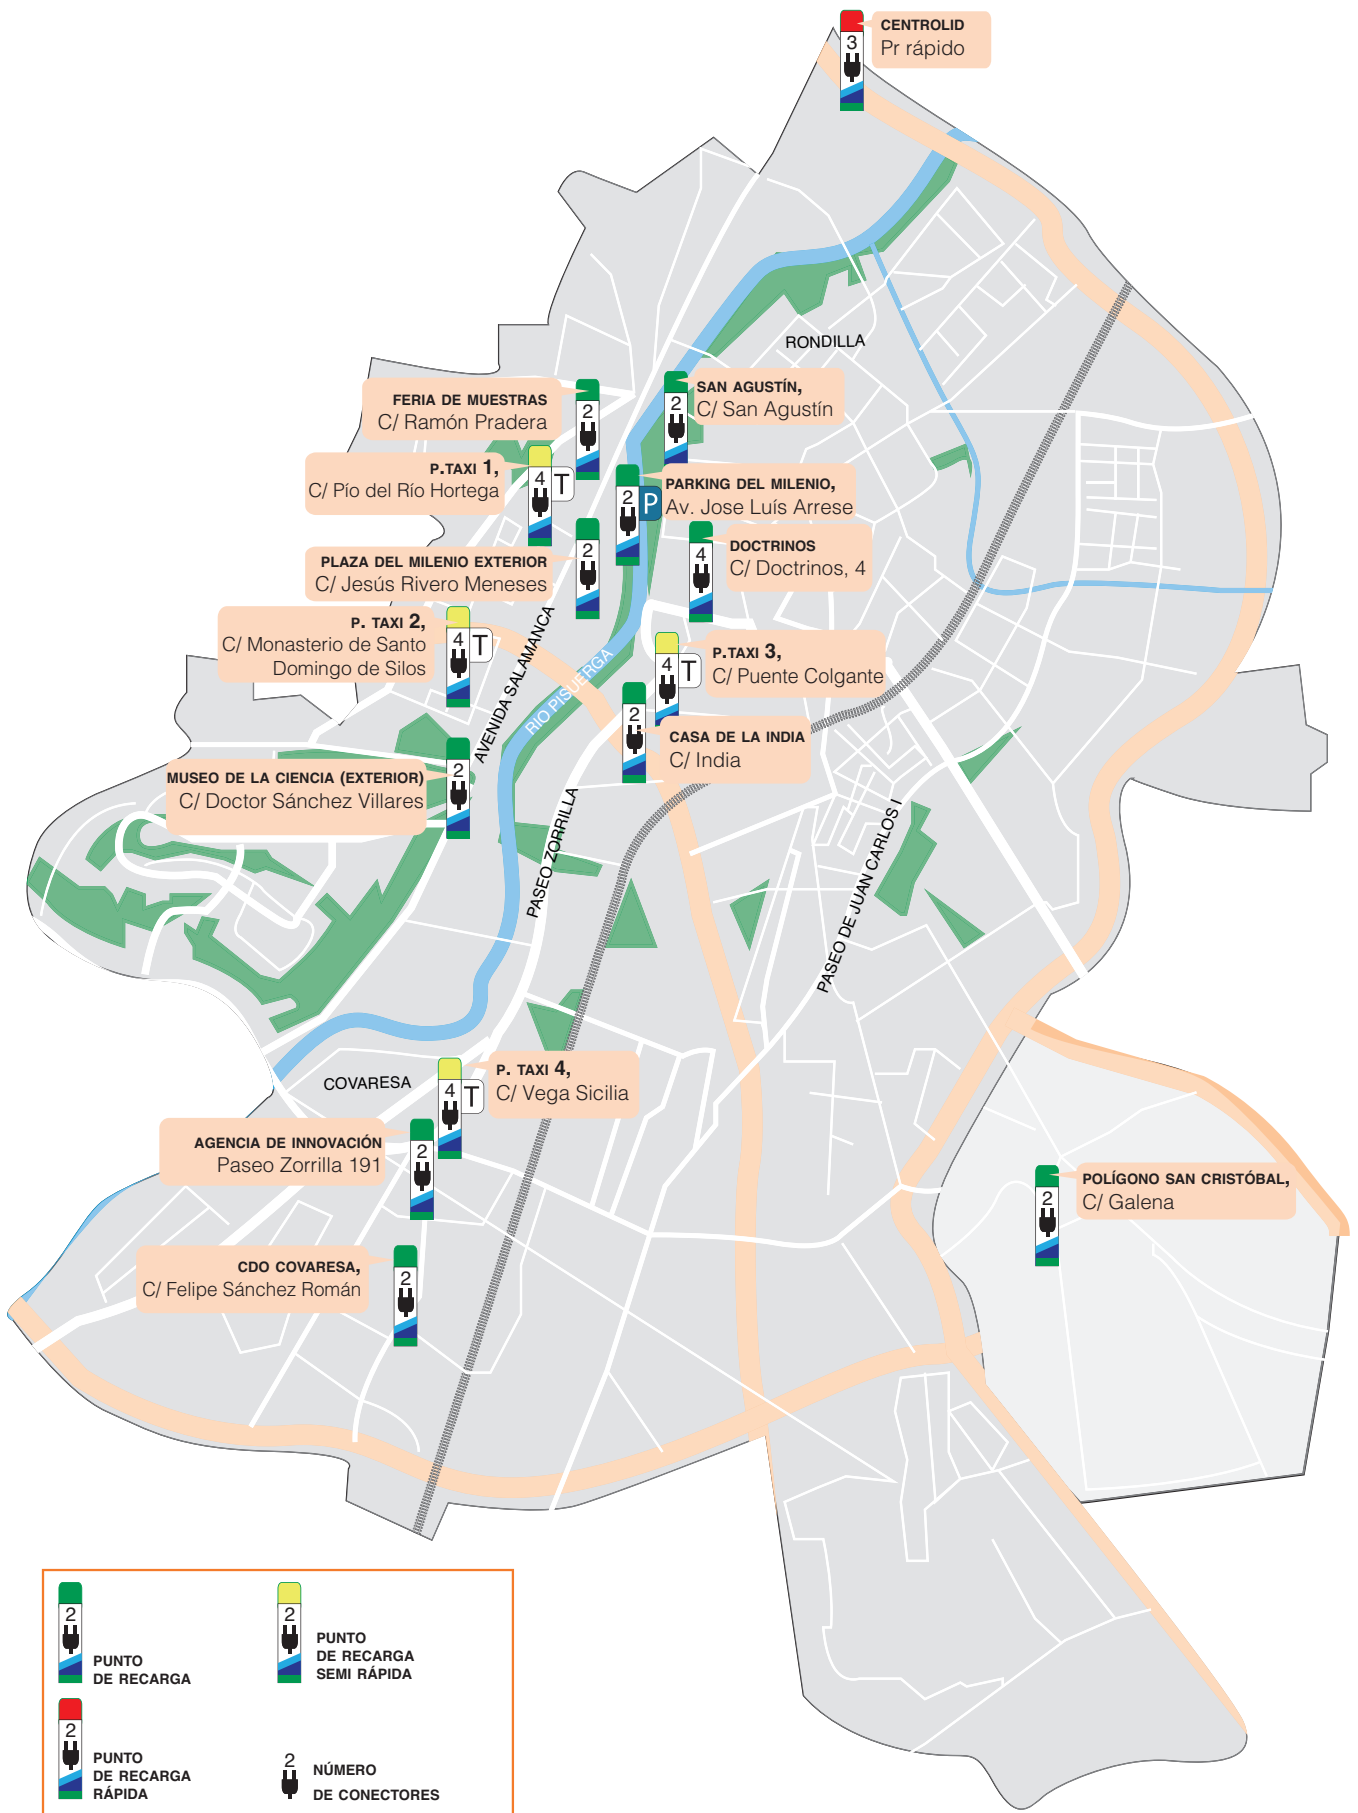 CENTROLID
Pr rápido
3
RONDILLA
FERIA DE MUESTRAS
C/ Ramón Pradera
2
SAN AGUSTÍN,
C/ San Agustín
2
P.TAXI 1,
C/ Pío del Río Hortega
4
T
PARKING DEL MILENIO,
Av. Jose Luís Arrese
2
P
PLAZA DEL MILENIO EXTERIOR
C/ Jesús Rivero Meneses
2
DOCTRINOS
C/ Doctrinos, 4
4
P. TAXI 2,
C/ Monasterio de Santo
Domingo de Silos
4
T
P.TAXI 3,
C/ Puente Colgante
4
T
AVENIDA SALAMANCA
RIO PISUERGA
CASA DE LA INDIA
C/ India
2
MUSEO DE LA CIENCIA (EXTERIOR)
C/ Doctor Sánchez Villares
2
PASEO ZORRILLA
PASEO DE JUAN CARLOS I
COVARESA
P. TAXI 4,
C/ Vega Sicilia
4
T
AGENCIA DE INNOVACIÓN
Paseo Zorrilla 191
2
POLÍGONO SAN CRISTÓBAL,
C/ Galena
2
CDO COVARESA,
C/ Felipe Sánchez Román
2
2
PUNTO
DE RECARGA
2
PUNTO
DE RECARGA
SEMI RÁPIDA
2
PUNTO
DE RECARGA
RÁPIDA
2
NÚMERO
DE CONECTORES